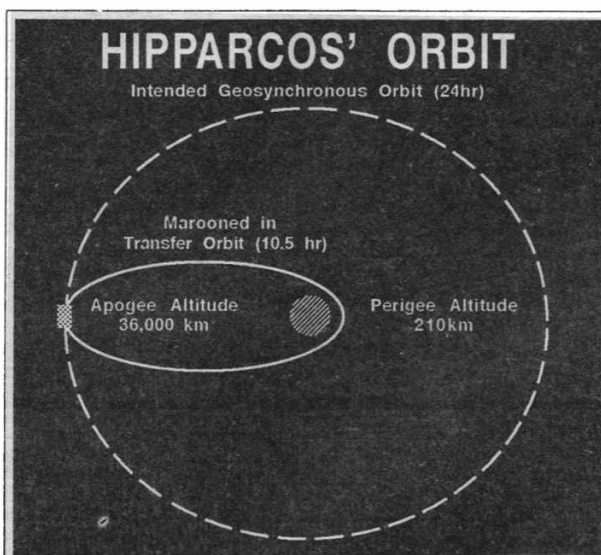 HIPPARCOS' ORBIT
Intended Geosynchronous Orbit (24hr)
Marooned in
Transfer Orbit (10.5 hr)
Apogee Altitude
36,000 km
Perigee Altitude
210km